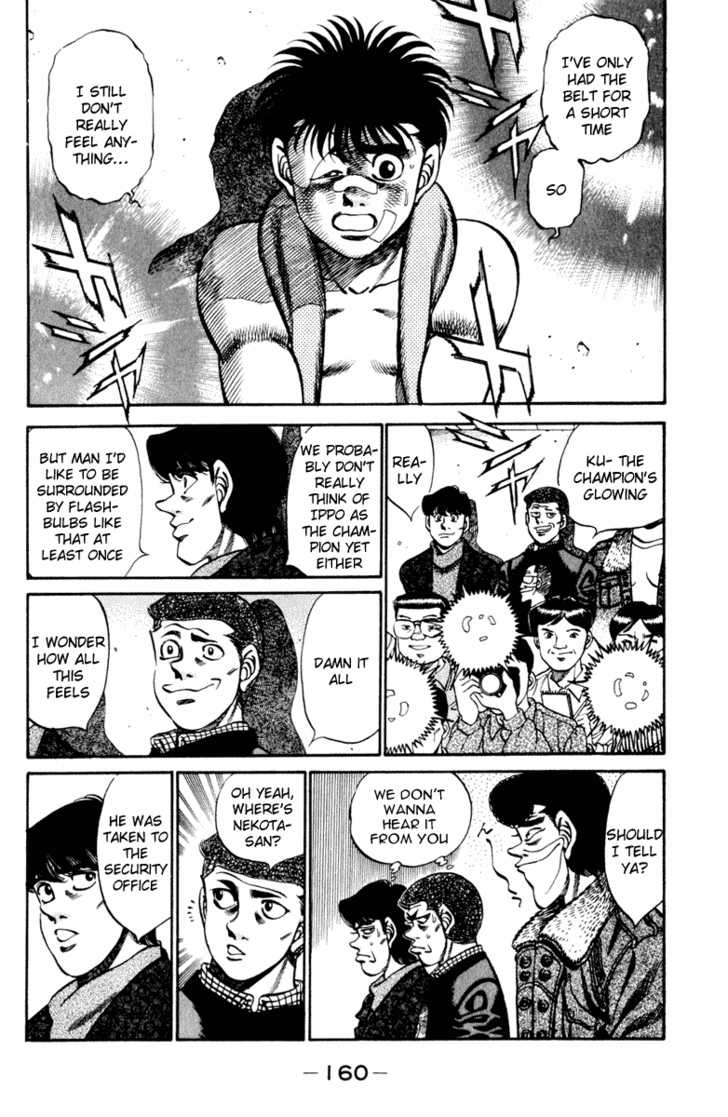 I'VE ONLY
HAD THE
BELT FOR
A SHORT
TIME
SO
I STILL
DON'T
REALLY
FEEL ANY-
THING...
KU- THE
CHAMPION'S
GLOWING
REA-
LLY
WE PROBA-
BLY DON'T
REALLY
THINK OF
IPPO AS
THE CHAM-
PION YET
EITHER
BUT MAN I'D
LIKE TO BE
SURROUNDED
BY FLASH-
BULBS LIKE
THAT AT
LEAST ONCE
DAMN IT
ALL
I WONDER
HOW ALL
THIS
FEELS
SHOULD
I TELL
YA?
WE DON'T
WANNA
HEAR IT
FROM YOU
OH YEAH,
WHERE'S
NEKOTA-
SAN?
HE WAS
TAKEN TO
THE
SECURITY
OFFICE
—160—